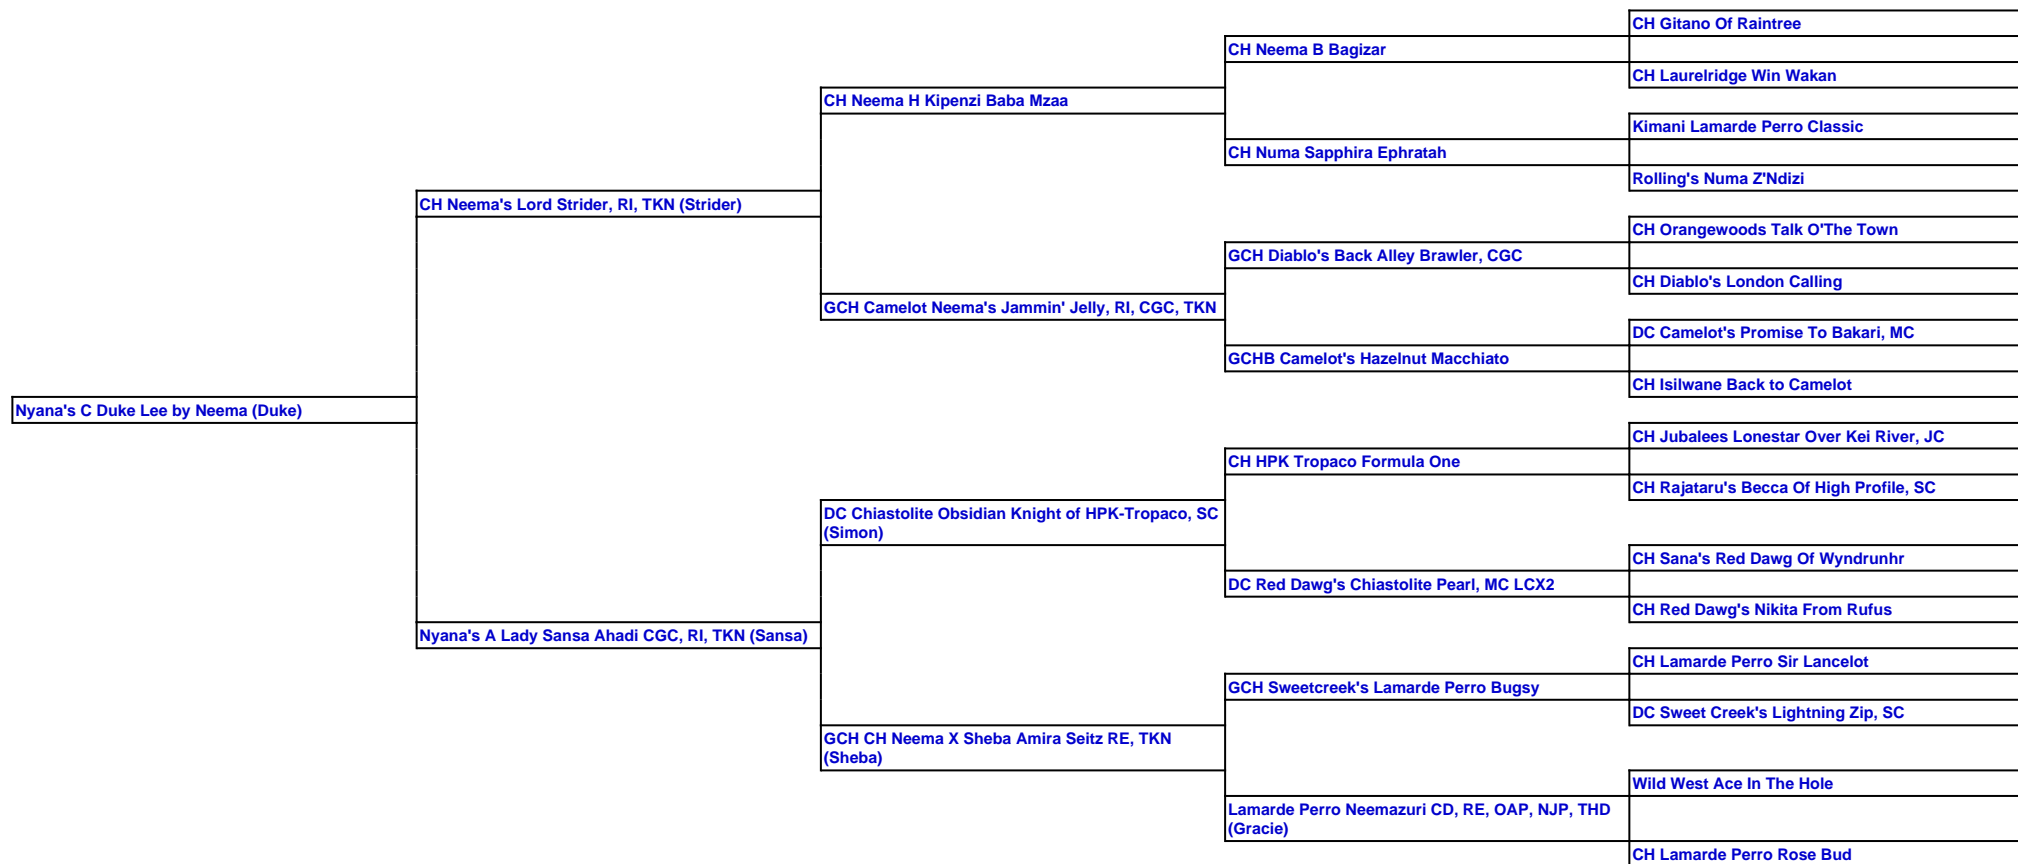 CH Gitano Of Raintree
CH Neema B Bagizar
CH Laurelridge Win Wakan
CH Neema H Kipenzi Baba Mzaa
Kimani Lamarde Perro Classic
CH Numa Sapphira Ephratah
Rolling's Numa Z'Ndizi
CH Neema's Lord Strider, RI, TKN (Strider)
CH Orangewoods Talk O'The Town
GCH Diablo's Back Alley Brawler, CGC
CH Diablo's London Calling
GCH Camelot Neema's Jammin' Jelly, RI, CGC, TKN
DC Camelot's Promise To Bakari, MC
GCHB Camelot's Hazelnut Macchiato
CH Isilwane Back to Camelot
Nyana's C Duke Lee by Neema (Duke)
CH Jubalees Lonestar Over Kei River, JC
CH HPK Tropaco Formula One
CH Rajataru's Becca Of High Profile, SC
DC Chiastolite Obsidian Knight of HPK-Tropaco, SC
(Simon)
CH Sana's Red Dawg Of Wyndrunhr
DC Red Dawg's Chiastolite Pearl, MC LCX2
CH Red Dawg's Nikita From Rufus
Nyana's A Lady Sansa Ahadi CGC, RI, TKN (Sansa)
CH Lamarde Perro Sir Lancelot
GCH Sweetcreek's Lamarde Perro Bugsy
DC Sweet Creek's Lightning Zip, SC
GCH CH Neema X Sheba Amira Seitz RE, TKN
(Sheba)
Wild West Ace In The Hole
Lamarde Perro Neemazuri CD, RE, OAP, NJP, THD
(Gracie)
CH Lamarde Perro Rose Bud